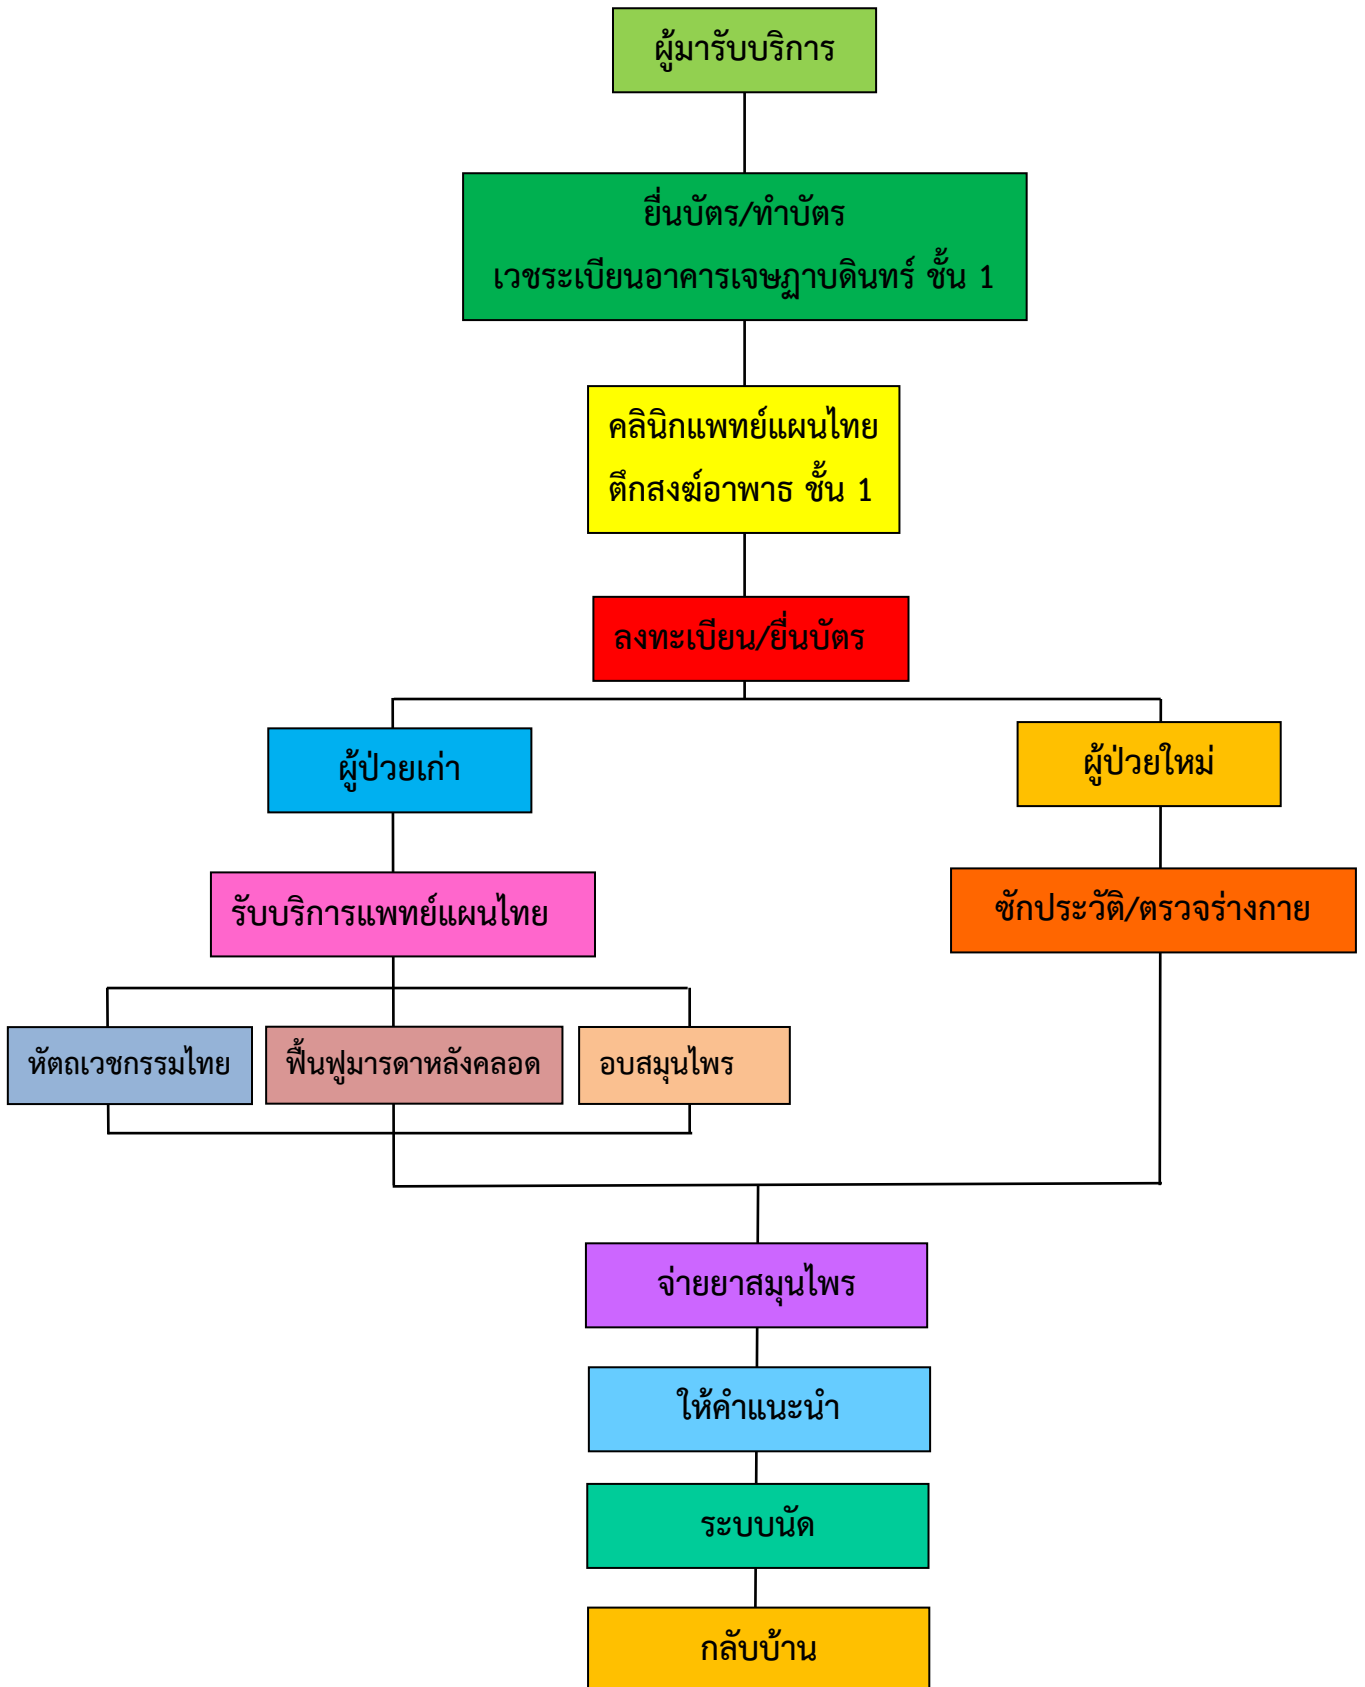 ผู้มารับบริการ
ยื่นบัตร/ทำบัตร
เวชระเบียนอาคารเจษฎาบดินทร์ ชั้น 1
คลินิกแพทย์แผนไทย
ตึกสงฆ์อาพาธ ชั้น 1
ลงทะเบียน/ยื่นบัตร
ผู้ป่วยเก่า
ผู้ป่วยใหม่
รับบริการแพทย์แผนไทย
ซักประวัติ/ตรวจร่างกาย
หัตถเวชกรรมไทย
ฟื้นฟูมารดาหลังคลอด
อบสมุนไพร
จ่ายยาสมุนไพร
ให้คำแนะนำ
ระบบนัด
กลับบ้าน